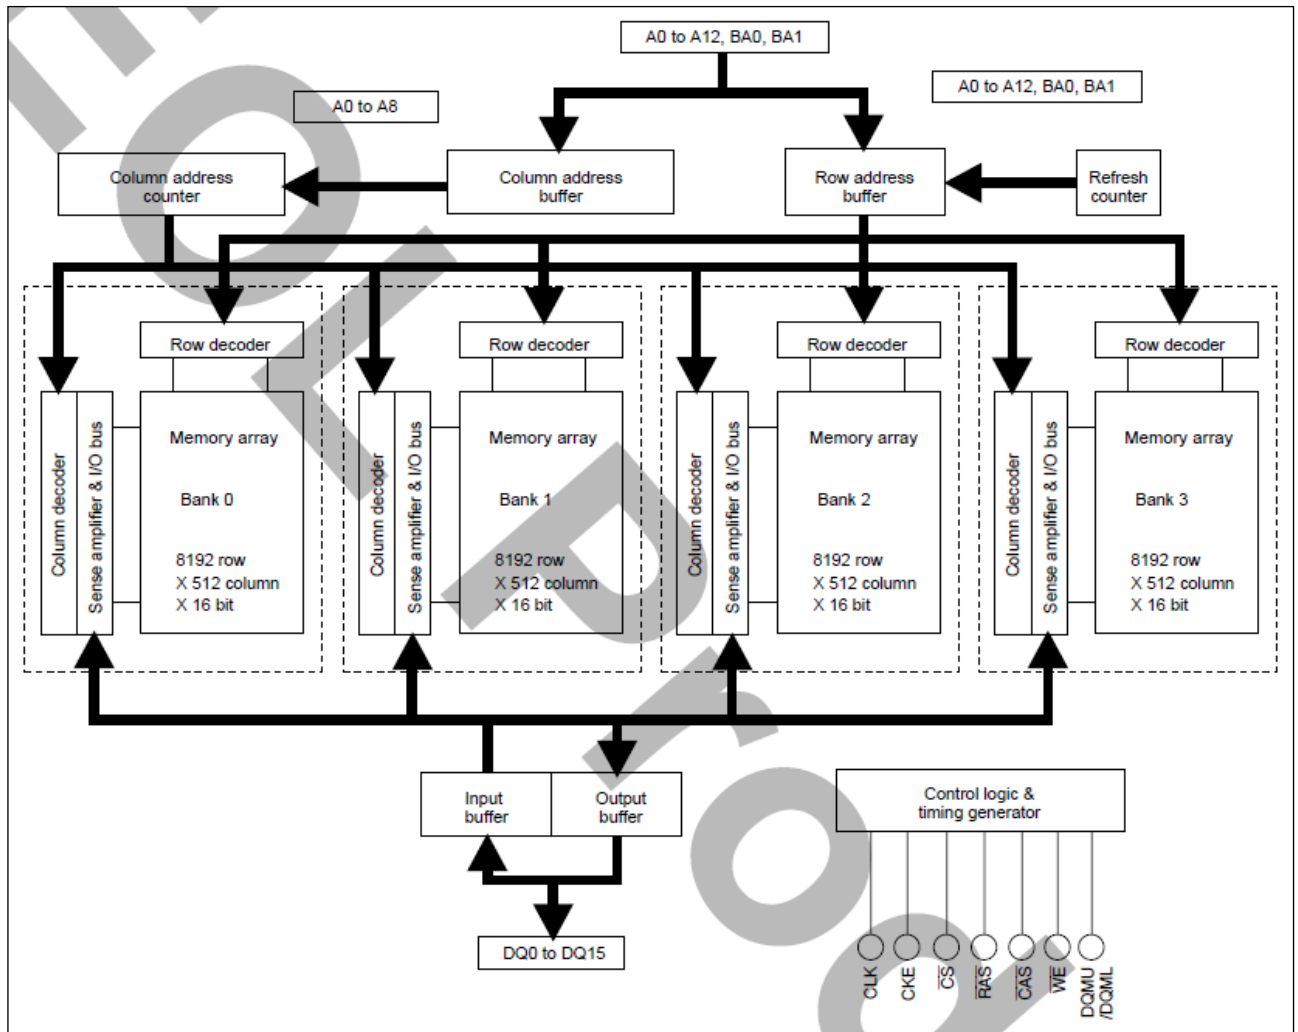 A0 to A12, BA0, BA1
A0 to A8
A0 to A12, BA0, BA1
Column address
counter
Column address
buffer
Row address
buffer
Refresh
counter
Row decoder
Row decoder
Row decoder
Row decoder
Column decoder
Sense amplifier & I/O bus
Memory array
Bank 0
8192 row
X 512 column
X 16 bit
Column decoder
Sense amplifier & I/O bus
Memory array
Bank 1
8192 row
X 512 column
X 16 bit
Column decoder
Sense amplifier & I/O bus
Memory array
Bank 2
8192 row
X 512 column
X 16 bit
Column decoder
Sense amplifier & I/O bus
Memory array
Bank 3
8192 row
X 512 column
X 16 bit
Input
buffer
Output
buffer
Control logic &
timing generator
DQ0 to DQ15
CLK
CKE
C̅S̅
R̅A̅S̅
C̅A̅S̅
W̅E̅
DQMU
/DQML
L Prod